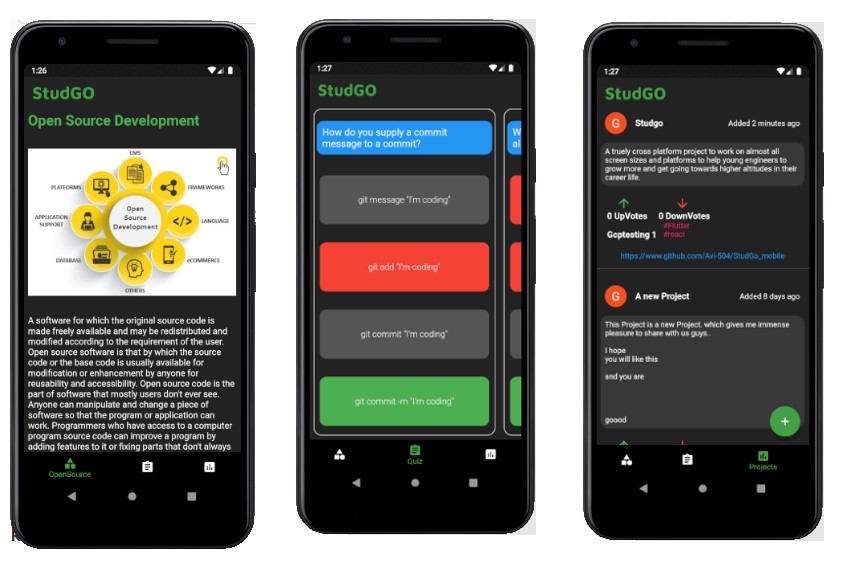 1:26
StudGO
Open Source Development
CMS
PLATFORMS
FRAMEWORKS
Open
Source
Development
APPLICATION
SUPPORT
LANGUAGE
</>
DATABASE
eCOMMERCE
OTHERS
A software for which the original source code is
made freely available and may be redistributed and
modified according to the requirement of the user.
Open source software is that by which the source
code or the base code is usually available for
modification or enhancement by anyone for
reusability and accessibility. Open source code is the
part of software that mostly users don't ever see.
Anyone can manipulate and change a piece of
software so that the program or application can
work. Programmers who have access to a computer
program source code can improve a program by
adding features to it or fixing parts that don't always
OpenSource
1:27
StudGO
How do you supply a commit
message to a commit?
W
al
git message "I'm coding"
git add "I'm coding"
git commit "I'm coding"
git commit -m "I'm coding"
Quiz
1:27
StudGO
G
Studgo
Added 2 minutes ago
A truely cross platform project to work on almost all
screen sizes and platforms to help young engineers to
grow more and get going towards higher altitudes in their
career life.
0 UpVotes
0 DownVotes
#Flutter
Gcptesting 1
#react
https://www.github.com/Avi-504/StudGo_mobile
G
A new Project
Added 8 days ago
This Project is a new Project. which gives me immense
pleasure to share with us guys..
I hope
you will like this
and you are
goood
+
Projects